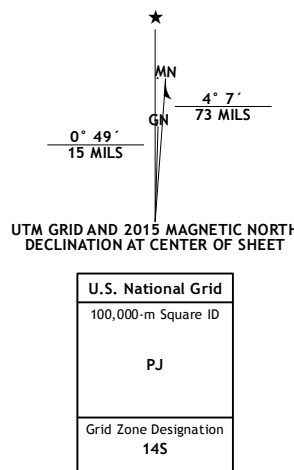 ★
MN
4° 7´
73 MILS
GN
0° 49´
15 MILS
UTM GRID AND 2015 MAGNETIC NORTH
DECLINATION AT CENTER OF SHEET
U.S. National Grid
100,000-m Square ID
PJ
Grid Zone Designation
14S